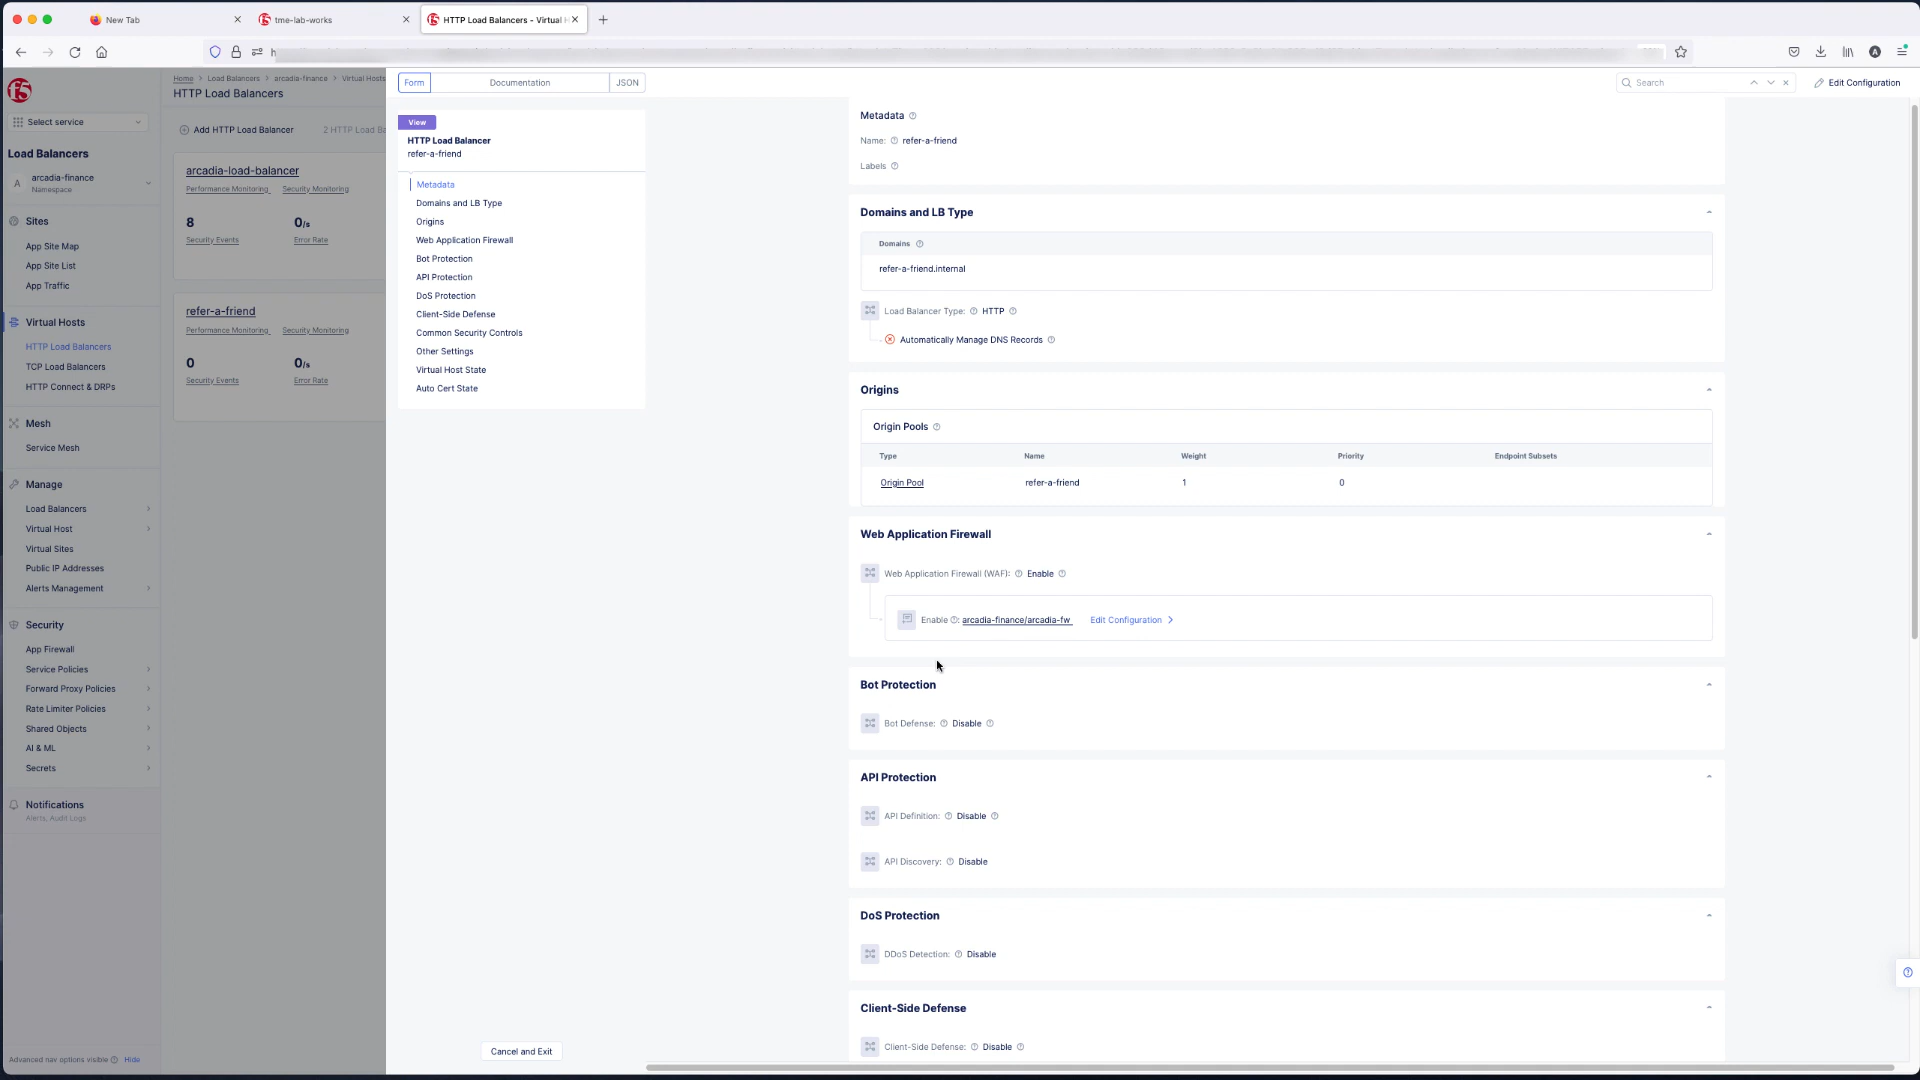 New Tab
tme-lab-works
HTTP Load Balancers - Virtual H
Home > Load Balancers > arcadia-finance > Virtual Hosts
HTTP Load Balancers
Select service
Add HTTP Load Balancer
2 HTTP Load Ba
Load Balancers
A
arcadia-finance
Namespace
Sites
App Site Map
App Site List
App Traffic
Virtual Hosts
HTTP Load Balancers
TCP Load Balancers
HTTP Connect & DRPs
Mesh
Service Mesh
Manage
Load Balancers
Virtual Host
Virtual Sites
Public IP Addresses
Alerts Management
Security
App Firewall
Service Policies
Forward Proxy Policies
Rate Limiter Policies
Shared Objects
AI & ML
Secrets
Notifications
Alerts, Audit Logs
Advanced nav options visible Hide
arcadia-load-balancer
Performance Monitoring Security Monitoring
8 0/s
Security Events Error Rate
refer-a-friend
Performance Monitoring Security Monitoring
0 0/s
Security Events Error Rate
Form Documentation JSON
Search
Edit Configuration
View
HTTP Load Balancer
refer-a-friend
Metadata
Domains and LB Type
Origins
Web Application Firewall
Bot Protection
API Protection
DoS Protection
Client-Side Defense
Common Security Controls
Other Settings
Virtual Host State
Auto Cert State
Cancel and Exit
Metadata
Name: refer-a-friend
Labels
Domains and LB Type
Domains
refer-a-friend.internal
Load Balancer Type: HTTP
Automatically Manage DNS Records
Origins
Origin Pools
Type Name Weight Priority Endpoint Subsets
Origin Pool refer-a-friend 1 0
Web Application Firewall
Web Application Firewall (WAF): Enable
Enable : arcadia-finance/arcadia-fw Edit Configuration
Bot Protection
Bot Defense: Disable
API Protection
API Definition: Disable
API Discovery: Disable
DoS Protection
DDoS Detection: Disable
Client-Side Defense
Client-Side Defense: Disable